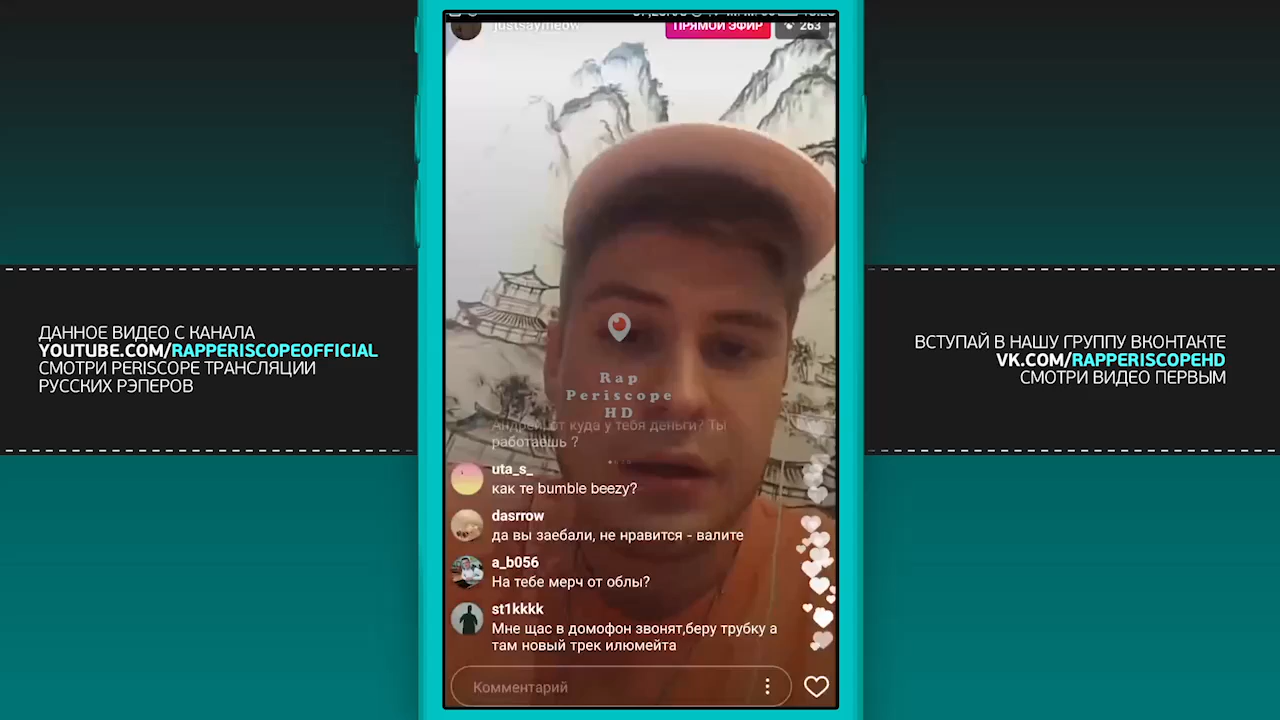 justsaymeow
ПРЯМОЙ ЭФИР
263
ДАННОЕ ВИДЕО С КАНАЛА
YOUTUBE.COM/RAPPERISCOPEOFFICIAL
СМОТРИ PERISCOPE ТРАНСЛЯЦИИ
РУССКИХ РЭПЕРОВ
ВСТУПАЙ В НАШУ ГРУППУ ВКОНТАКТЕ
VK.COM/RAPPERISCOPEHD
СМОТРИ ВИДЕО ПЕРВЫМ
Rap
Periscope
HD
Андрей, от куда у тебя деньги? Ты
работаешь ?
uta_s_
как те bumble beezy?
dasrrow
да вы заебали, не нравится - валите
a_b056
На тебе мерч от облы?
st1kkkk
Мне щас в домофон звонят,беру трубку а
там новый трек илюмейта
Комментарий